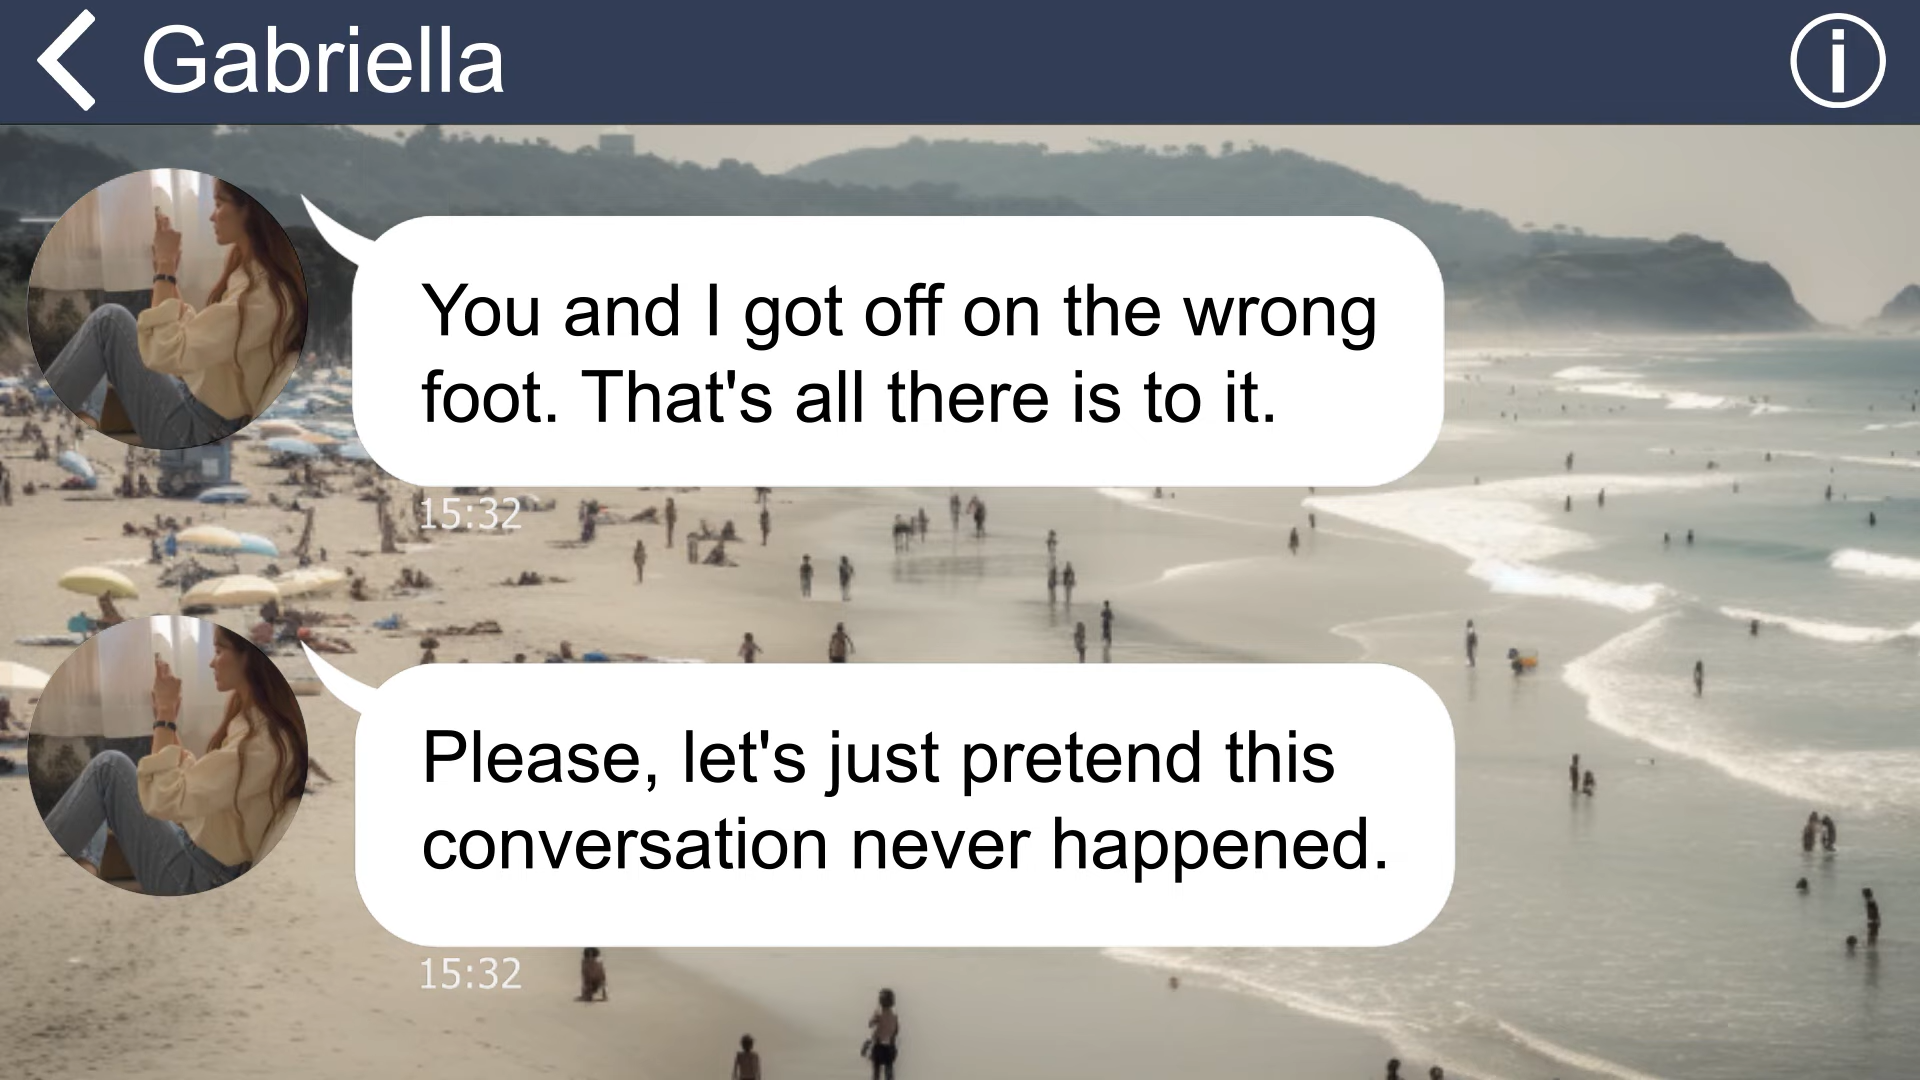 Gabriella
You and I got off on the wrong
foot. That's all there is to it.
15:32
Please, let's just pretend this
conversation never happened.
15:32